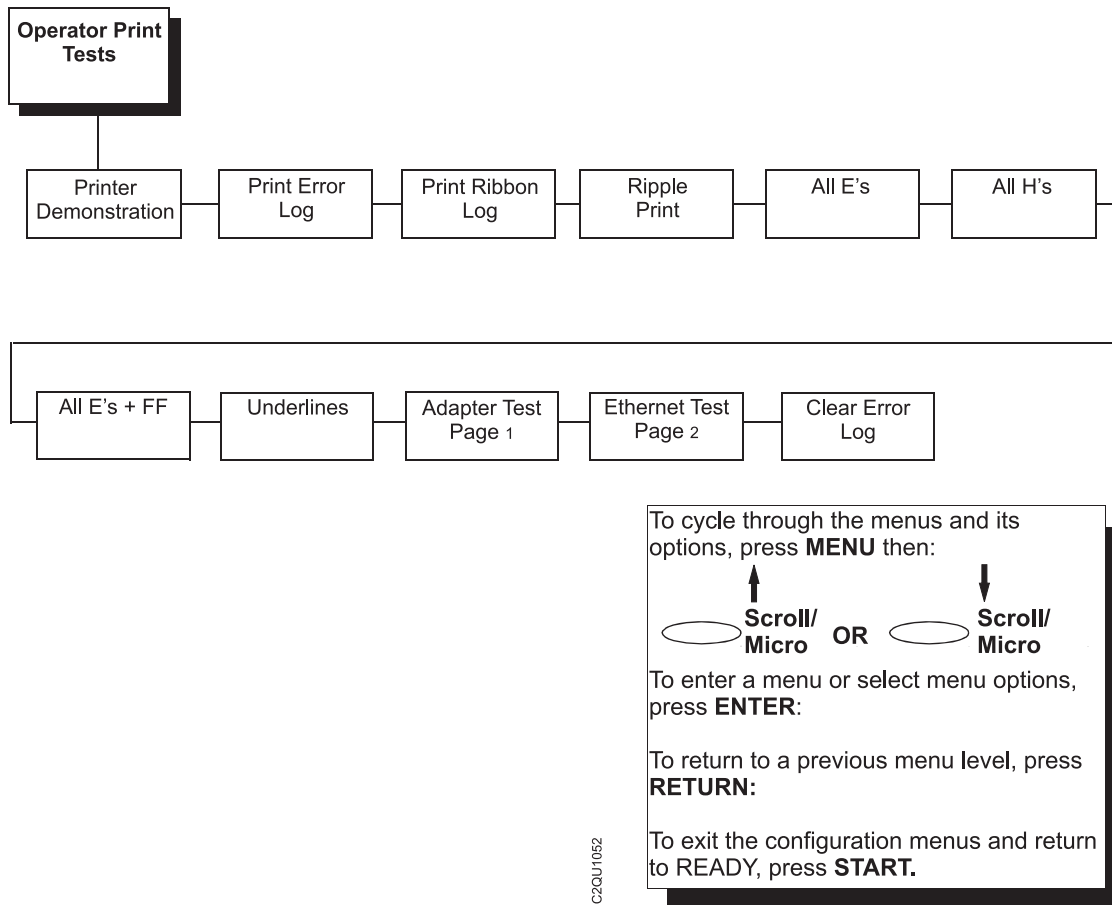 Operator Print
Tests
Printer
Demonstration
Print Error
Log
Print Ribbon
Log
Ripple
Print
All E's
All H's
All E's + FF
Underlines
Adapter Test
Page 1
Ethernet Test
Page 2
Clear Error
Log
To cycle through the menus and its
options, press MENU then:
Scroll/
Micro
OR
Scroll/
Micro
To enter a menu or select menu options,
press ENTER:
To return to a previous menu level, press
RETURN:
To exit the configuration menus and return
to READY, press START.
C2QU1052